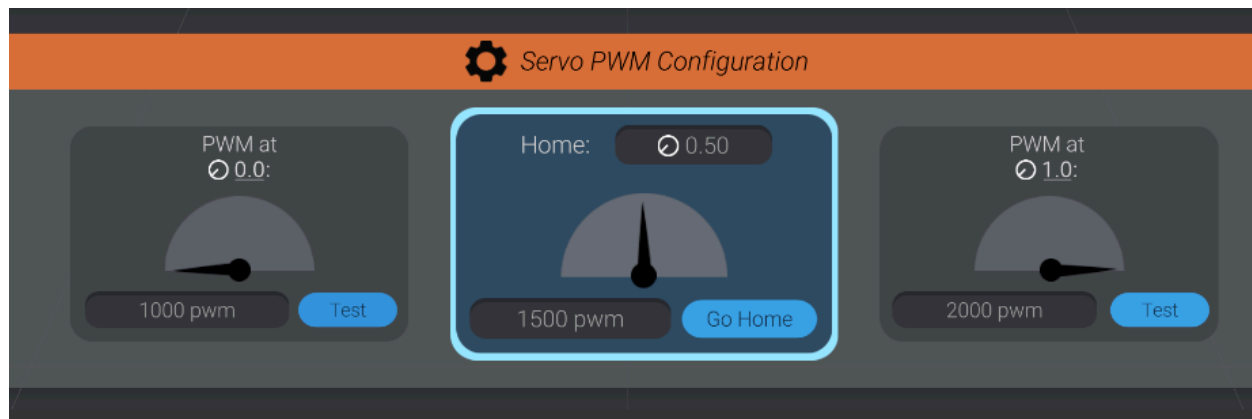 Servo PWM Configuration
PWM at
0.0:
1000 pwm
Test
Home:
0.50
1500 pwm
Go Home
PWM at
1.0:
2000 pwm
Test